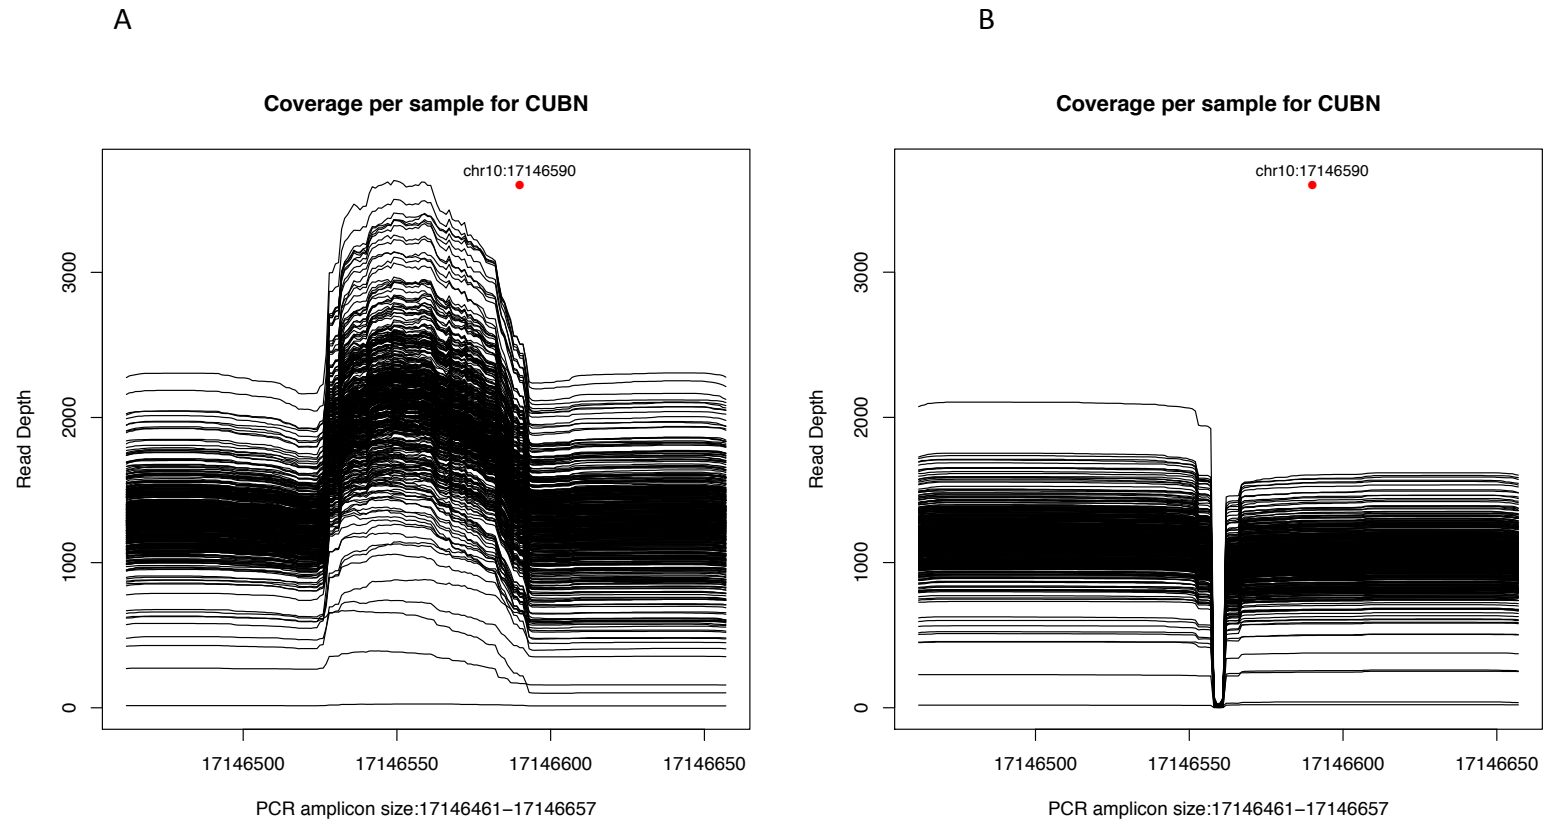 A
B
Coverage per sample for CUBN
chr10:17146590
Read Depth
3000
2000
1000
0
17146500 17146550 17146600 17146650
PCR amplicon size:17146461−17146657
Coverage per sample for CUBN
chr10:17146590
Read Depth
3000
2000
1000
0
17146500 17146550 17146600 17146650
PCR amplicon size:17146461−17146657